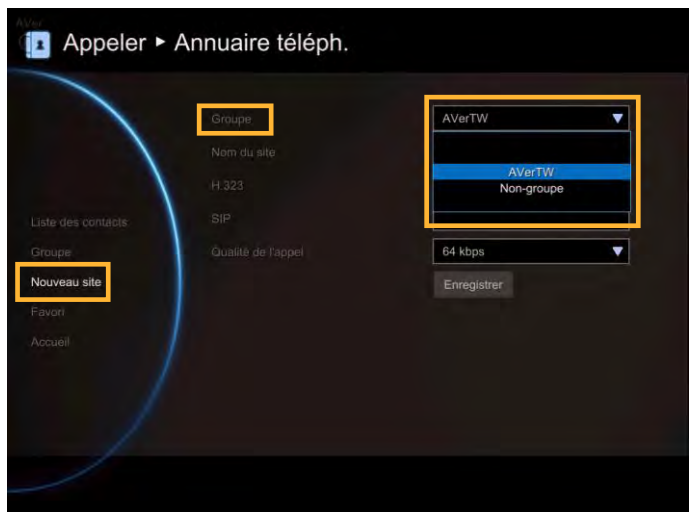 AVer
Appeler ► Annuaire téléph.
Groupe
AVerTW
AVerTW
Non-groupe
Nom du site
H.323
SIP
Qualité de l'appel
64 kbps
Enregistrer
Liste des contacts
Groupe
Nouveau site
Favori
Accueil